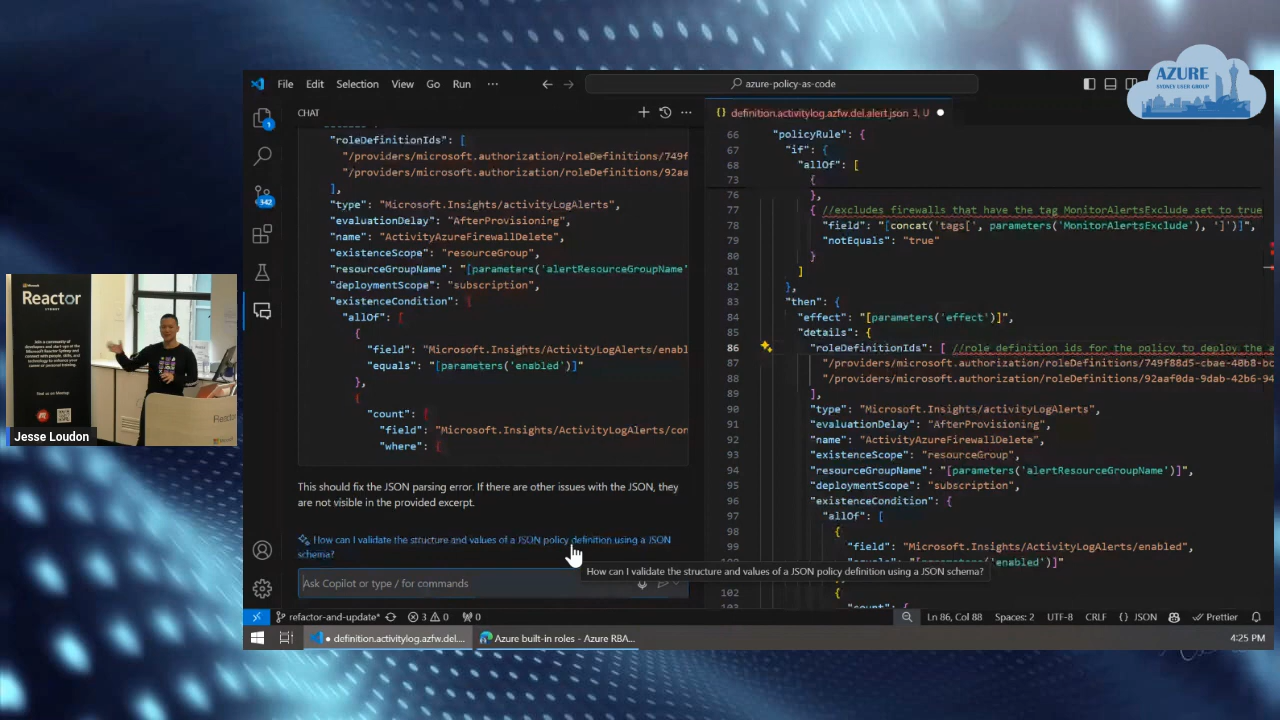 AZURE
SYDNEY USER GROUP
File Edit Selection View Go Run ···
azure-policy-as-code
CHAT
definition.activitylog.azfw.del.alert.json 3, U
"roleDefinitionIds": [
"/providers/microsoft.authorization/roleDefinitions/749f
"/providers/microsoft.authorization/roleDefinitions/92aa
],
"type": "Microsoft.Insights/activityLogAlerts",
"evaluationDelay": "AfterProvisioning",
"name": "ActivityAzureFirewallDelete",
"existenceScope": "resourceGroup",
"resourceGroupName": "[parameters('alertResourceGroupName'
"deploymentScope": "subscription",
"existenceCondition": {
"allOf": [
{
"field": "Microsoft.Insights/ActivityLogAlerts/enabl
"equals": "[parameters('enabled')]"
},
{
"count": {
"field": "Microsoft.Insights/ActivityLogAlerts/con
"where": {
This should fix the JSON parsing error. If there are other issues with the JSON, they
are not visible in the provided excerpt.
How can I validate the structure and values of a JSON policy definition using a JSON
schema?
Ask Copilot or type / for commands
66 "policyRule": {
67 "if": {
68 "allOf": [
73 {
76 },
77 { //excludes firewalls that have the tag MonitorAlertsExclude set to true
78 "field": "[concat('tags[', parameters('MonitorAlertsExclude'), ']')]",
79 "notEquals": "true"
80 }
81 ]
82 },
83 "then": {
84 "effect": "[parameters('effect')]",
85 "details": {
86 "roleDefinitionIds": [ //role definition ids for the policy to deploy the a
87 "/providers/microsoft.authorization/roleDefinitions/749f88d5-cbae-40b8-bc
88 "/providers/microsoft.authorization/roleDefinitions/92aaf0da-9dab-42b6-94
89 ],
90 "type": "Microsoft.Insights/activityLogAlerts",
91 "evaluationDelay": "AfterProvisioning",
92 "name": "ActivityAzureFirewallDelete",
93 "existenceScope": "resourceGroup",
94 "resourceGroupName": "[parameters('alertResourceGroupName')]",
95 "deploymentScope": "subscription",
96 "existenceCondition": {
97 "allOf": [
98 {
99 "field": "Microsoft.Insights/ActivityLogAlerts/enabled",
enabled')]"
How can I validate the structure and values of a JSON policy definition using a JSON schema?
102 {
"count": {
1
342
Microsoft
Reactor
SYDNEY
Jesse Loudon
refactor-and-update* 3 0 0
Ln 86, Col 88 Spaces: 2 UTF-8 CRLF {} JSON Prettier
definition.activitylog.azfw.del....
Azure built-in roles - Azure RBA...
4:25 PM